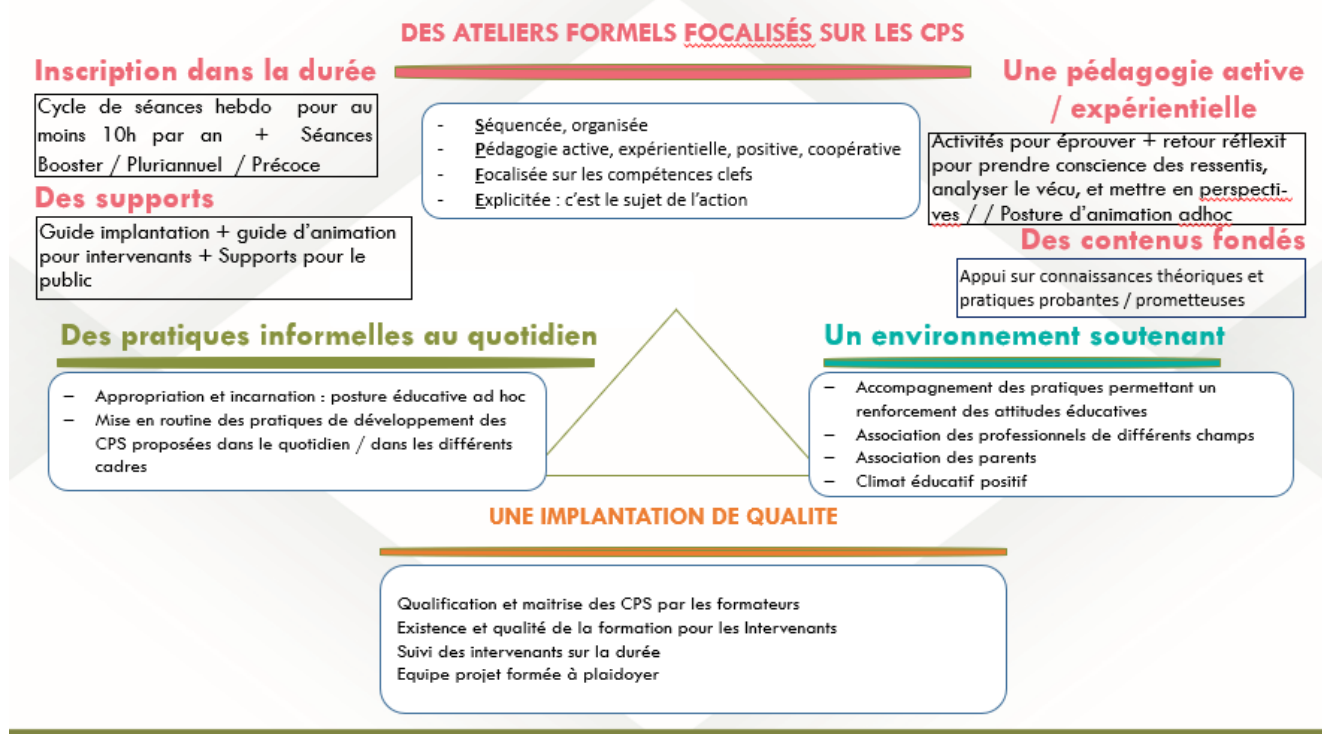 DES ATELIERS FORMELS FOCALISÉS SUR LES CPS
Inscription dans la durée
Cycle de séances hebdo pour au
moins 10h par an + Séances
Booster / Pluriannuel / Précoce
Des supports
Guide implantation + guide d'animation
pour intervenants + Supports pour le
public
- Séquencée, organisée
- Pédagogie active, expérientielle, positive, coopérative
- Focalisée sur les compétences clefs
- Explicitée : c'est le sujet de l'action
Une pédagogie active
/ expérientielle
Activités pour éprouver + retour réflexif
pour prendre conscience des ressentis,
analyser le vécu, et mettre en perspecti-
ves / / Posture d'animation adhoc
Des contenus fondés
Appui sur connaissances théoriques et
pratiques probantes / prometteuses
Des pratiques informelles au quotidien
– Appropriation et incarnation : posture éducative ad hoc
– Mise en routine des pratiques de développement des
CPS proposées dans le quotidien / dans les différents
cadres
Un environnement soutenant
– Accompagnement des pratiques permettant un
renforcement des attitudes éducatives
– Association des professionnels de différents champs
– Association des parents
– Climat éducatif positif
UNE IMPLANTATION DE QUALITE
Qualification et maitrise des CPS par les formateurs
Existence et qualité de la formation pour les Intervenants
Suivi des intervenants sur la durée
Equipe projet formée à plaidoyer